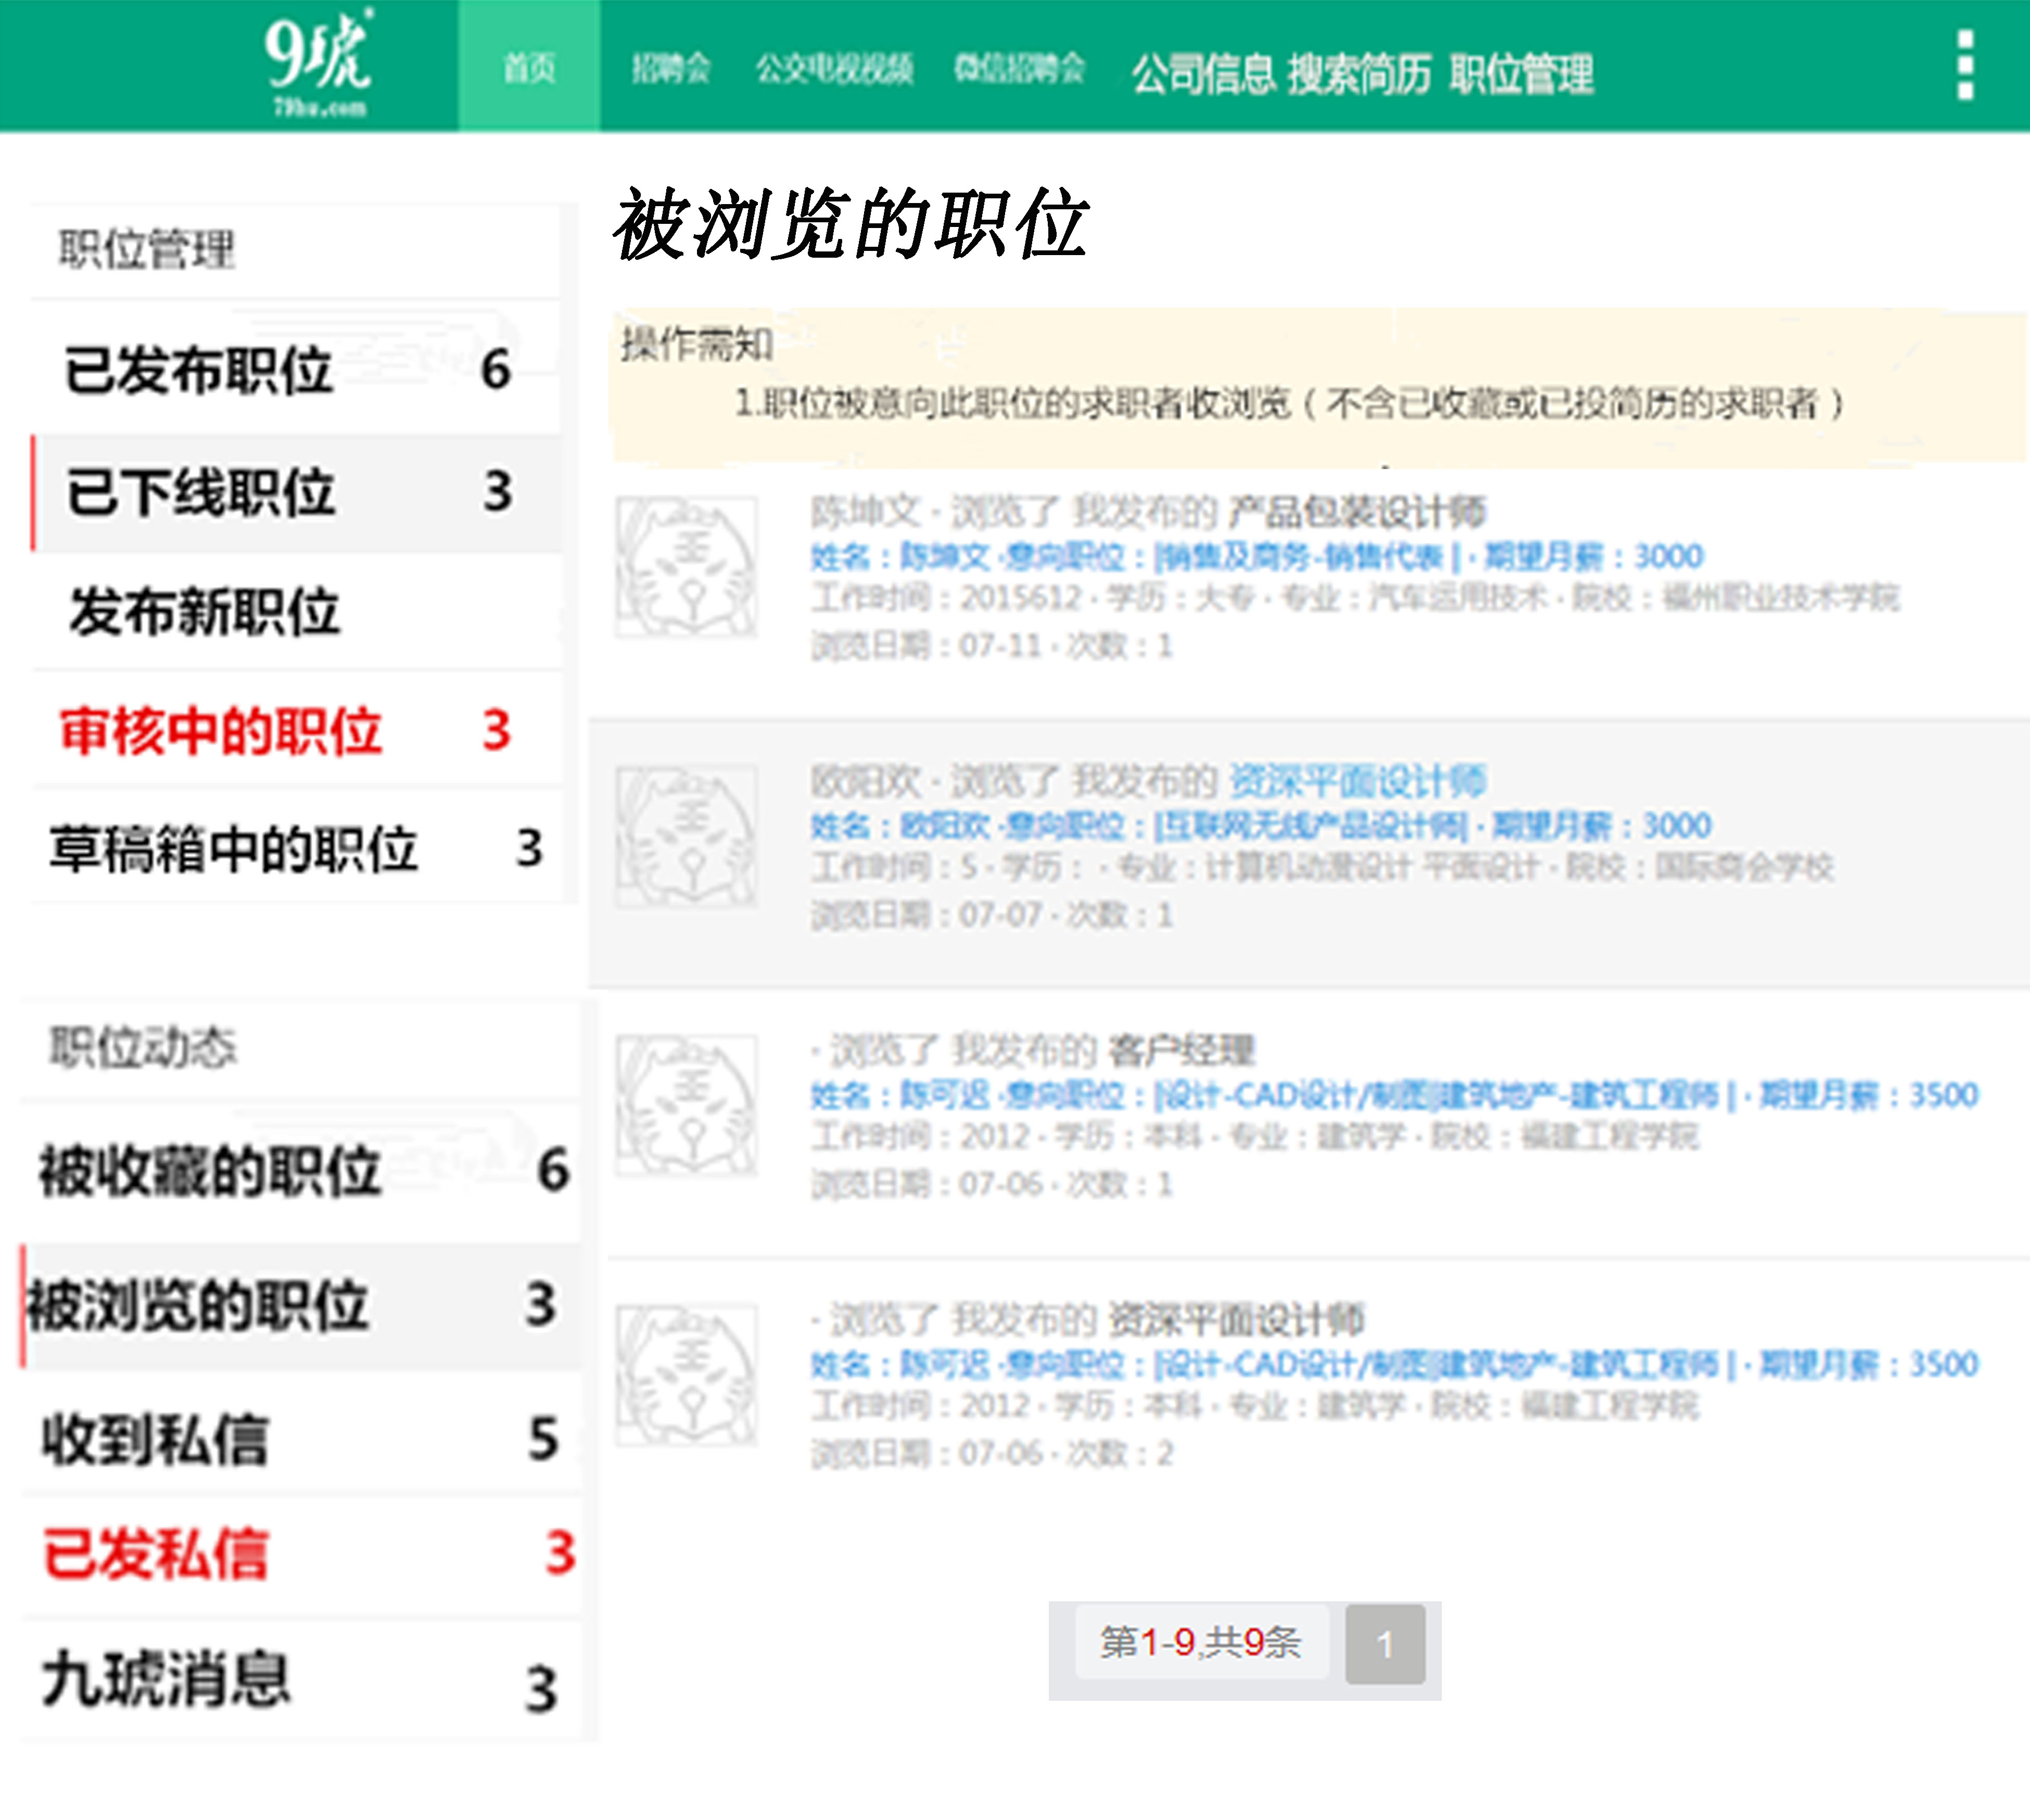 9琥
79hu.com
首页 招聘会 公交电视视频 微信招聘会 公司信息 搜索简历 职位管理
职位管理
已发布职位 6
已下线职位 3
发布新职位
审核中的职位 3
草稿箱中的职位 3
职位动态
被收藏的职位 6
被浏览的职位 3
收到私信 5
已发私信 3
九琥消息 3
被浏览的职位
操作需知
1.职位被意向此职位的求职者收浏览（不含已收藏或已投简历的求职者）
陈坤文 · 浏览了 我发布的 产品包装设计师
姓名：陈坤文 ·意向职位：|销售及商务-销售代表 | · 期望月薪：3000
工作时间：2015612 · 学历：大专 · 专业：汽车运用技术 · 院校：福州职业技术学院
浏览日期：07-11 · 次数：1
欧阳欢 · 浏览了 我发布的 资深平面设计师
姓名：欧阳欢 ·意向职位：|互联网无线产品设计师| · 期望月薪：3000
工作时间：5 · 学历： · 专业：计算机动漫设计 平面设计 · 院校：国际商会学校
浏览日期：07-07 · 次数：1
· 浏览了 我发布的 客户经理
姓名：陈可迟 ·意向职位：|设计-CAD设计/制图||建筑地产-建筑工程师 | · 期望月薪：3500
工作时间：2012 · 学历：本科 · 专业：建筑学 · 院校：福建工程学院
浏览日期：07-06 · 次数：1
· 浏览了 我发布的 资深平面设计师
姓名：陈可迟 ·意向职位：|设计-CAD设计/制图||建筑地产-建筑工程师 | · 期望月薪：3500
工作时间：2012 · 学历：本科 · 专业：建筑学 · 院校：福建工程学院
浏览日期：07-06 · 次数：2
第1-9,共9条 1